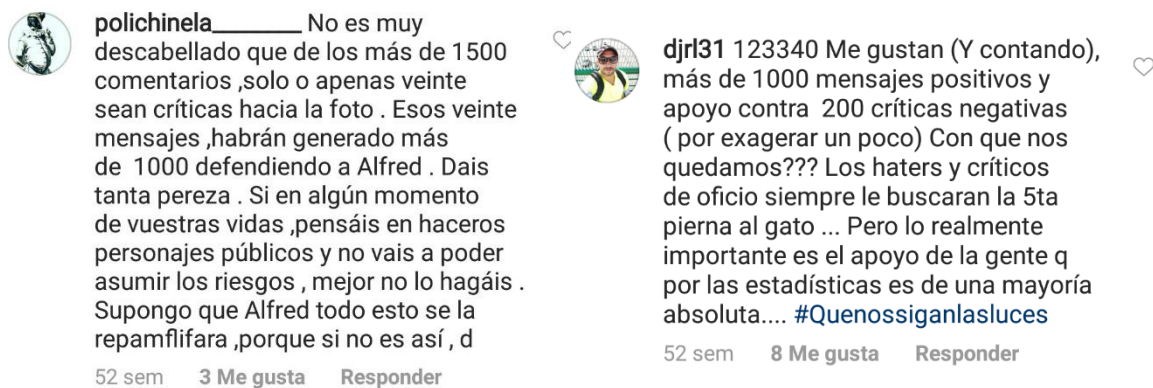 polichinela________ No es muy
descabellado que de los más de 1500
comentarios ,solo o apenas veinte
sean críticas hacia la foto . Esos veinte
mensajes ,habrán generado más
de  1000 defendiendo a Alfred . Dais
tanta pereza . Si en algún momento
de vuestras vidas ,pensáis en haceros
personajes públicos y no vais a poder
asumir los riesgos , mejor no lo hagáis .
Supongo que Alfred todo esto se la
repamflifara ,porque si no es así , d
52 sem 3 Me gusta Responder
djrl31 123340 Me gustan (Y contando),
más de 1000 mensajes positivos y
apoyo contra  200 críticas negativas
( por exagerar un poco) Con que nos
quedamos??? Los haters y críticos
de oficio siempre le buscaran la 5ta
pierna al gato ... Pero lo realmente
importante es el apoyo de la gente q
por las estadísticas es de una mayoría
absoluta.... #Quenossiganlasluces
52 sem 8 Me gusta Responder